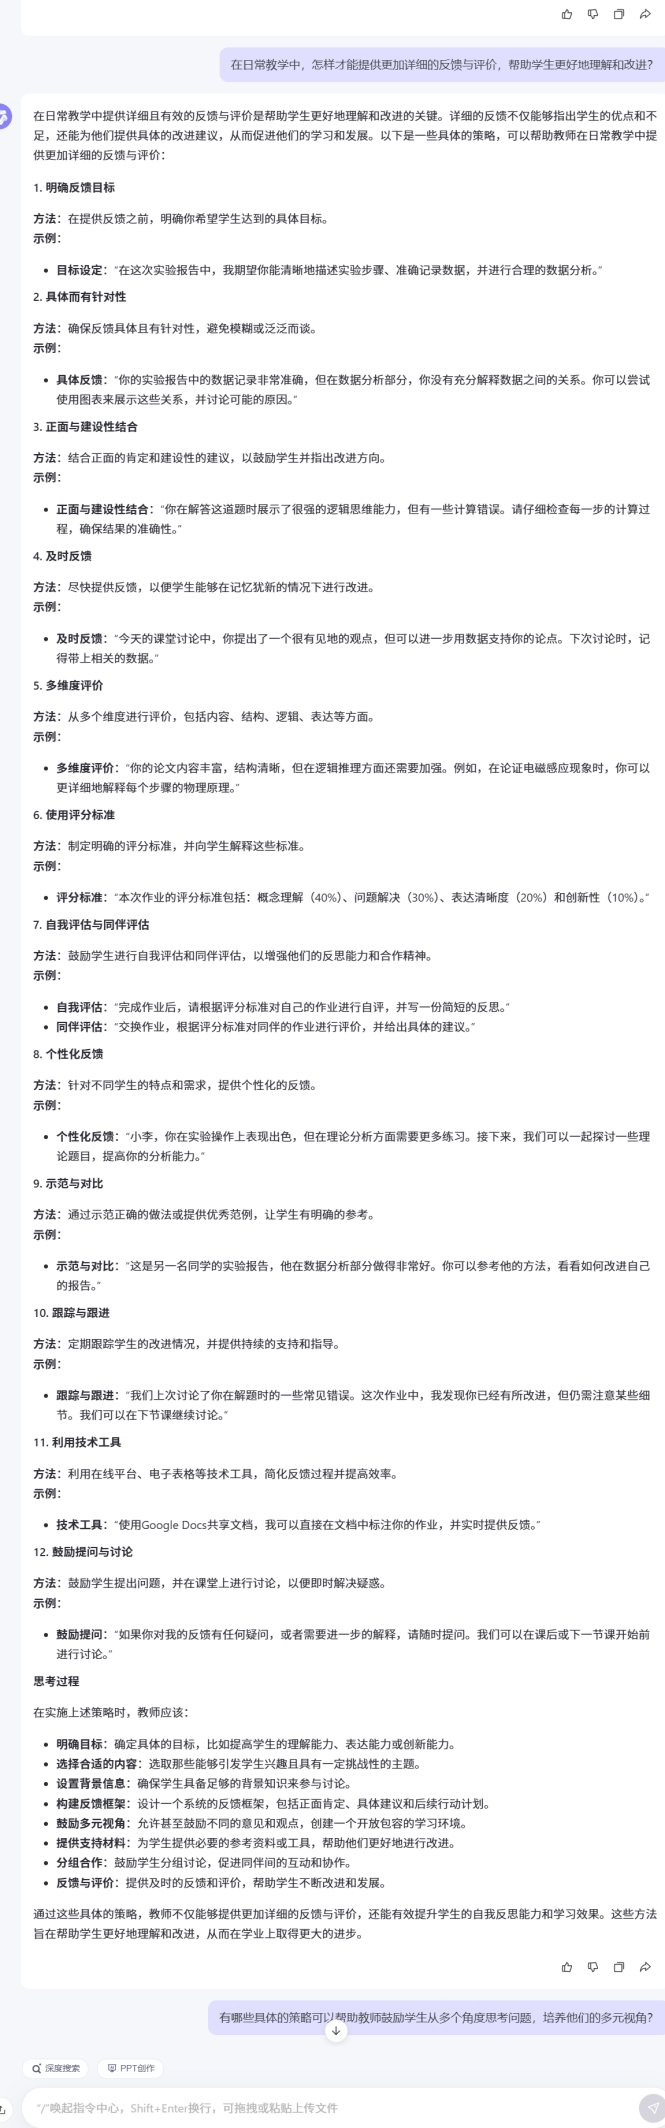 在日常教学中，怎样才能提供更加详细的反馈与评价，帮助学生更好地理解和改进？
在日常教学中提供详细且有效的反馈与评价是帮助学生更好地理解和改进的关键。详细的反馈不仅能够指出学生的优点和不
足，还能为他们提供具体的改进建议，从而促进他们的学习和发展。以下是一些具体的策略，可以帮助教师在日常教学中提
供更加详细的反馈与评价：
1. 明确反馈目标
方法：在提供反馈之前，明确你希望学生达到的具体目标。
示例：
• 目标设定：“在这次实验报告中，我期望你能清晰地描述实验步骤、准确记录数据，并进行合理的数据分析。”
2. 具体而有针对性
方法：确保反馈具体且有针对性，避免模糊或泛泛而谈。
示例：
• 具体反馈：“你的实验报告中的数据记录非常准确，但在数据分析部分，你没有充分解释数据之间的关系。你可以尝试
使用图表来展示这些关系，并讨论可能的原因。”
3. 正面与建设性结合
方法：结合正面的肯定和建设性的建议，以鼓励学生并指出改进方向。
示例：
• 正面与建设性结合：“你在解答这道题时展示了很强的逻辑思维能力，但有一些计算错误。请仔细检查每一步的计算过
程，确保结果的准确性。”
4. 及时反馈
方法：尽快提供反馈，以便学生能够在记忆犹新的情况下进行改进。
示例：
• 及时反馈：“今天的课堂讨论中，你提出了一个很有见地的观点，但可以进一步用数据支持你的论点。下次讨论时，记
得带上相关的数据。”
5. 多维度评价
方法：从多个维度进行评价，包括内容、结构、逻辑、表达等方面。
示例：
• 多维度评价：“你的论文内容丰富，结构清晰，但在逻辑推理方面还需要加强。例如，在论证电磁感应现象时，你可以
更详细地解释每个步骤的物理原理。”
6. 使用评分标准
方法：制定明确的评分标准，并向学生解释这些标准。
示例：
• 评分标准：“本次作业的评分标准包括：概念理解（40%）、问题解决（30%）、表达清晰度（20%）和创新性（10%）。”
7. 自我评估与同伴评估
方法：鼓励学生进行自我评估和同伴评估，以增强他们的反思能力和合作精神。
示例：
• 自我评估：“完成作业后，请根据评分标准对自己的作业进行自评，并写一份简短的反思。”
• 同伴评估：“交换作业，根据评分标准对同伴的作业进行评价，并给出具体的建议。”
8. 个性化反馈
方法：针对不同学生的特点和需求，提供个性化的反馈。
示例：
• 个性化反馈：“小李，你在实验操作上表现出色，但在理论分析方面需要更多练习。接下来，我们可以一起探讨一些理
论题目，提高你的分析能力。”
9. 示范与对比
方法：通过示范正确的做法或提供优秀范例，让学生有明确的参考。
示例：
• 示范与对比：“这是另一名同学的实验报告，他在数据分析部分做得非常好。你可以参考他的方法，看看如何改进自己
的报告。”
10. 跟踪与跟进
方法：定期跟踪学生的改进情况，并提供持续的支持和指导。
示例：
• 跟踪与跟进：“我们上次讨论了你在解题时的一些常见错误。这次作业中，我发现你已经有所改进，但仍需注意某些细
节。我们可以在下节课继续讨论。”
11. 利用技术工具
方法：利用在线平台、电子表格等技术工具，简化反馈过程并提高效率。
示例：
• 技术工具：“使用Google Docs共享文档，我可以直接在文档中标注你的作业，并实时提供反馈。”
12. 鼓励提问与讨论
方法：鼓励学生提出问题，并在课堂上进行讨论，以便即时解决疑惑。
示例：
• 鼓励提问：“如果你对我的反馈有任何疑问，或者需要进一步的解释，请随时提问。我们可以在课后或下一节课开始前
进行讨论。”
思考过程
在实施上述策略时，教师应该：
• 明确目标：确定具体的目标，比如提高学生的理解能力、表达能力或创新能力。
• 选择合适的内容：选取那些能够引发学生兴趣且具有一定挑战性的主题。
• 设置背景信息：确保学生具备足够的背景知识来参与讨论。
• 构建反馈框架：设计一个系统的反馈框架，包括正面肯定、具体建议和后续行动计划。
• 鼓励多元视角：允许甚至鼓励不同的意见和观点，创建一个开放包容的学习环境。
• 提供支持材料：为学生提供必要的参考资料或工具，帮助他们更好地进行改进。
• 分组合作：鼓励学生分组讨论，促进同伴间的互动和协作。
• 反馈与评价：提供及时的反馈和评价，帮助学生不断改进和发展。
通过这些具体的策略，教师不仅能够提供更加详细的反馈与评价，还能有效提升学生的自我反思能力和学习效果。这些方法
旨在帮助学生更好地理解和改进，从而在学业上取得更大的进步。
有哪些具体的策略可以帮助教师鼓励学生从多个角度思考问题，培养他们的多元视角？
深度搜索 PPT创作
“/”唤起指令中心，Shift+Enter换行，可拖拽或粘贴上传文件